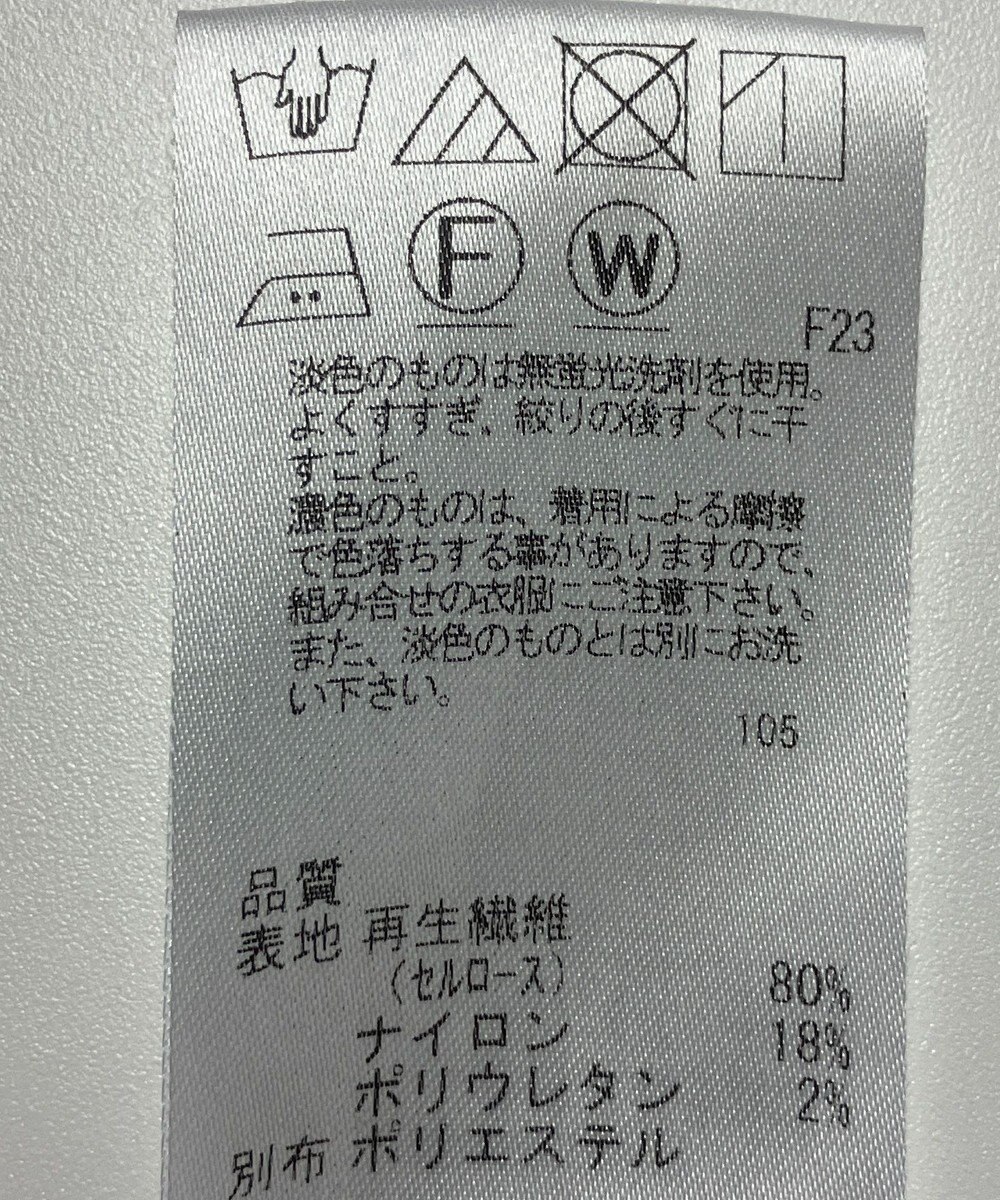 F
W
F23
淡色のものは無蛍光洗剤を使用。
よくすすぎ、絞りの後すぐに干
すこと。
濃色のものは、着用による摩擦
で色落ちする事がありますので、
組み合せの衣服にご注意下さい。
また、淡色のものとは別にお洗
い下さい。
105
品質
表地 再生繊維
(セルロース) 80%
ナイロン 18%
ポリウレタン 2%
別布 ポリエステル